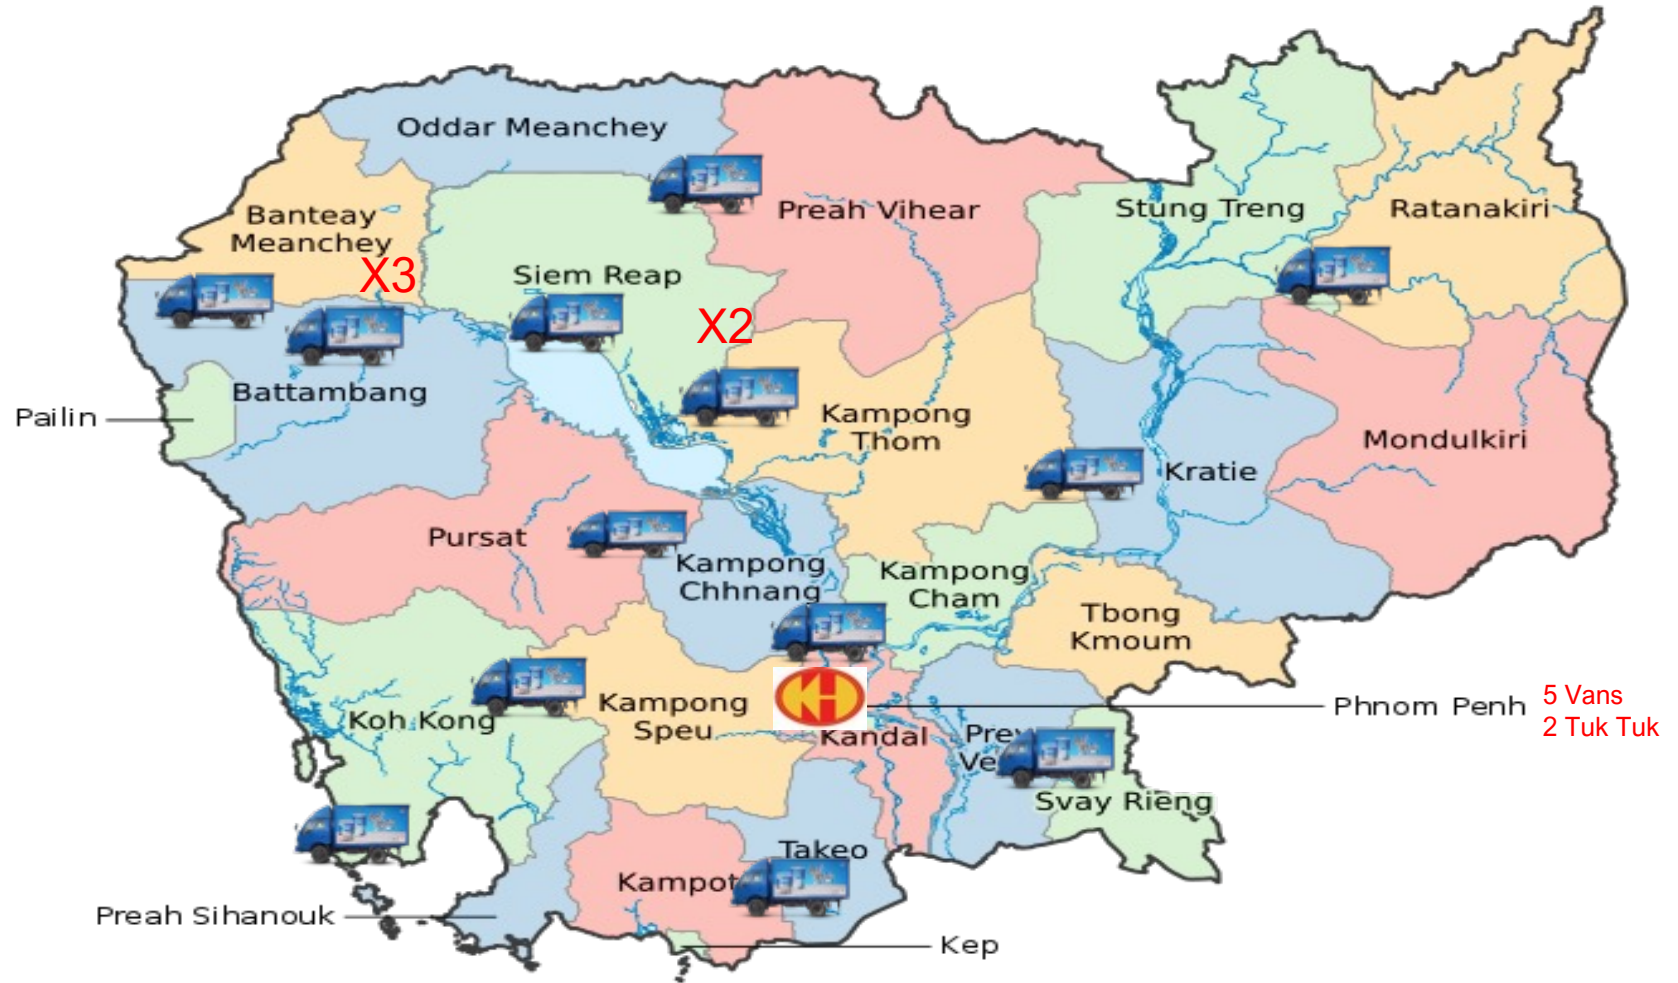 Oddar Meanchey
Preah Vihear
Stung Treng
Ratanakiri
Banteay
Meanchey
X3
Siem Reap
X2
Battambang
Pailin
Kampong
Thom
Mondulkiri
Kratie
Pursat
Kampong
Chhnang
Kampong
Cham
Tbong
Kmoum
Koh Kong
Kampong
Speu
KH
Kandal
Phnom Penh
5 Vans
2 Tuk Tuk
Svay Rieng
Takeo
Kampot
Preah Sihanouk
Kep